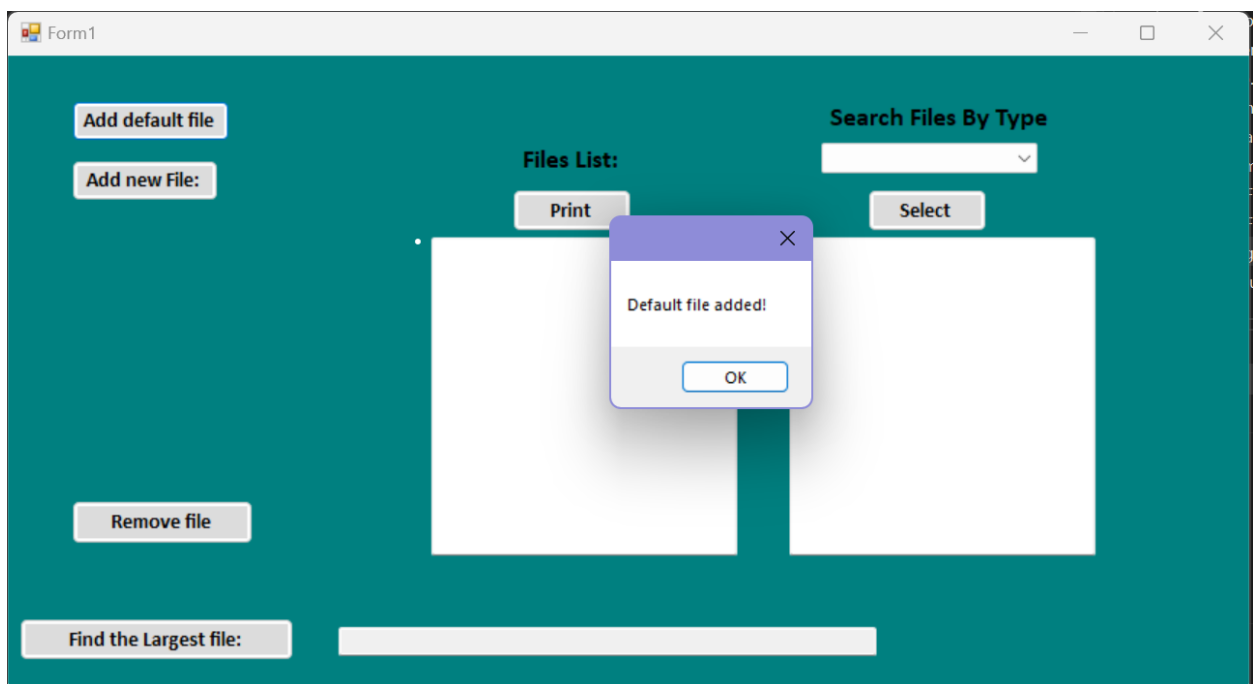 Form1
Add default file
Search Files By Type
Files List:
Add new File:
Print
Select
Default file added!
OK
Remove file
Find the Largest file: